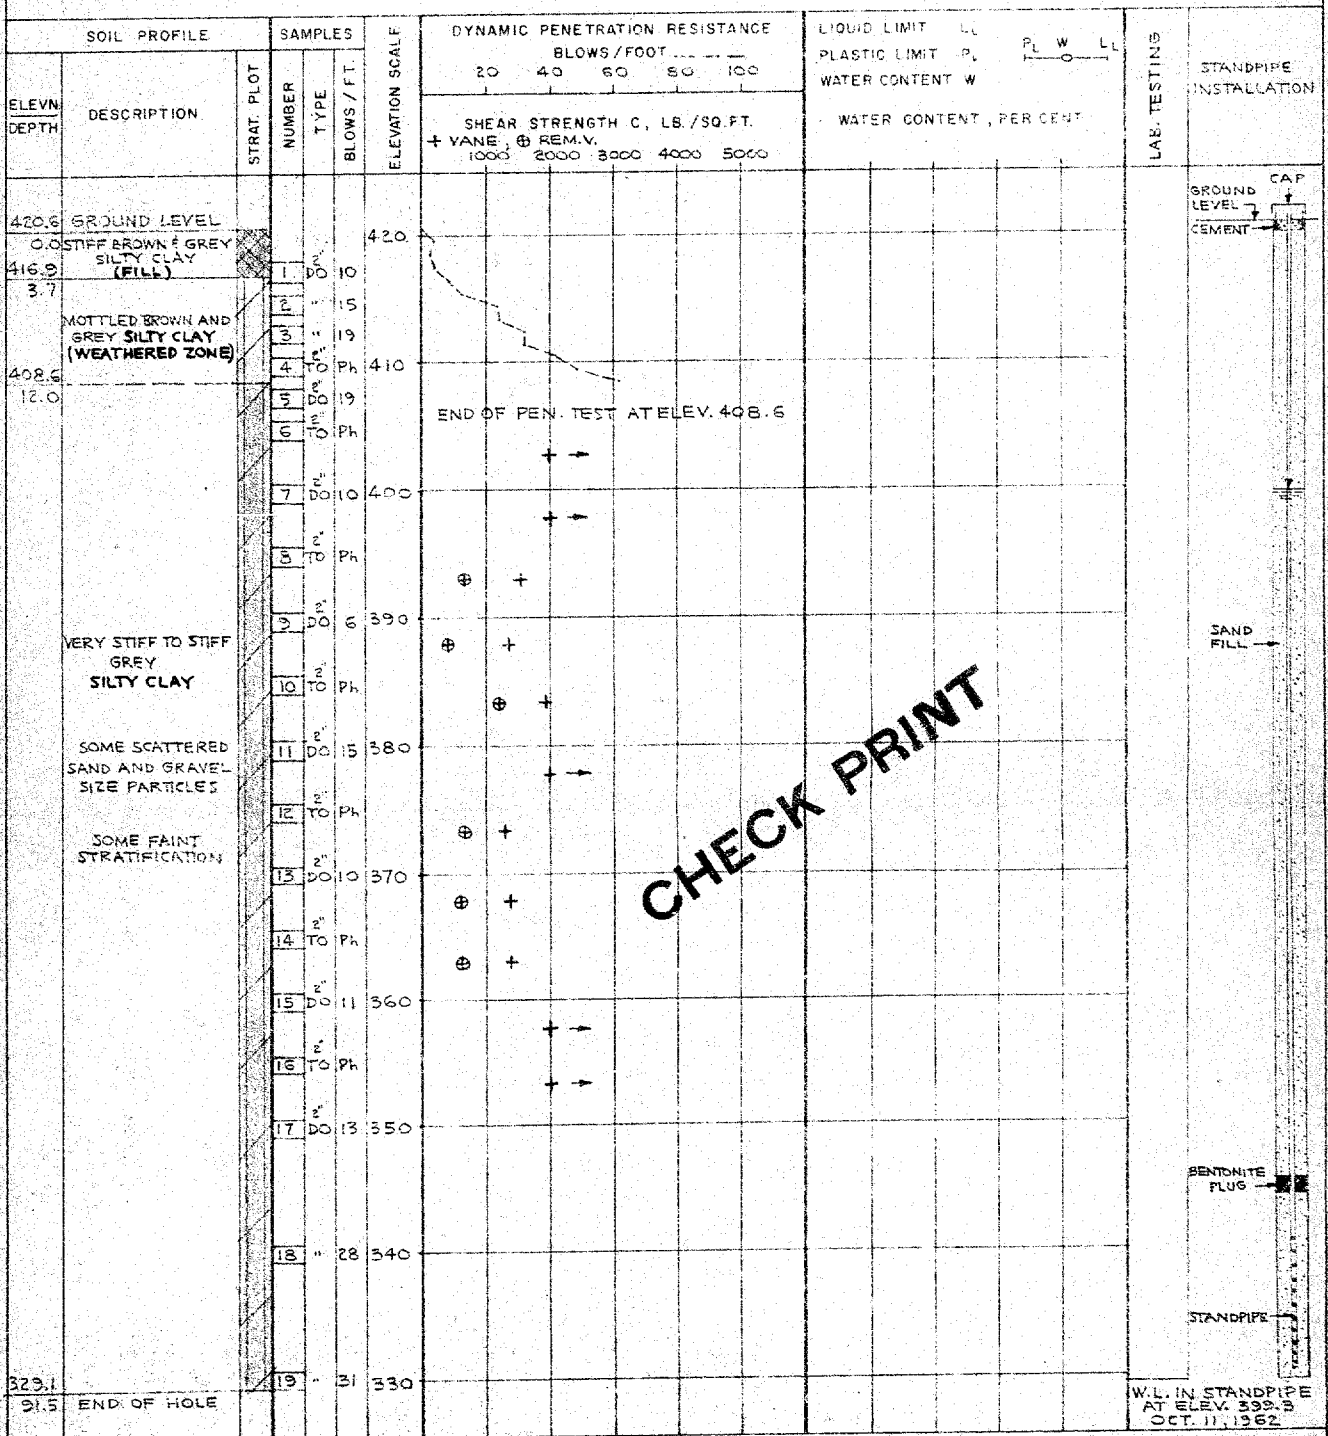 SOIL PROFILE
SAMPLES
ELEVATION SCALE
DYNAMIC PENETRATION RESISTANCE
BLOWS/FOOT
20 40 60 80 100
SHEAR STRENGTH C, LB./SQ.FT.
+ VANE, ⊕ REM.V.
1000 2000 3000 4000 5000
LIQUID LIMIT LL
PLASTIC LIMIT PL
WATER CONTENT W
PL W LL
WATER CONTENT, PER CENT
LAB. TESTING
STANDPIPE
INSTALLATION
ELEVN
DEPTH
DESCRIPTION
STRAT. PLOT
NUMBER
TYPE
BLOWS / FT.
420.6 GROUND LEVEL
0.0 STIFF BROWN & GREY
SILTY CLAY
(FILL)
416.9
3.7
MOTTLED BROWN AND
GREY SILTY CLAY
(WEATHERED ZONE)
408.6
12.0
VERY STIFF TO STIFF
GREY
SILTY CLAY
SOME SCATTERED
SAND AND GRAVEL
SIZE PARTICLES
SOME FAINT
STRATIFICATION
329.1
91.5 END OF HOLE
1 2" DO 10
2 " 15
3 " 19
4 2" TO Ph
5 2" DO 19
6 2" TO Ph
7 2" DO 10
8 2" TO Ph
9 2" DO 6
10 2" TO Ph
11 2" DO 15
12 2" TO Ph
13 2" DO 10
14 2" TO Ph
15 2" DO 11
16 2" TO Ph
17 2" DO 13
18 " 28
19 " 31
420
410
400
390
380
370
360
350
340
330
END OF PEN. TEST AT ELEV. 408.6
CHECK PRINT
CAP
GROUND
LEVEL
CEMENT
SAND
FILL
BENTONITE
PLUG
STANDPIPE
W.L. IN STANDPIPE
AT ELEV. 399.3
OCT. 11, 1962